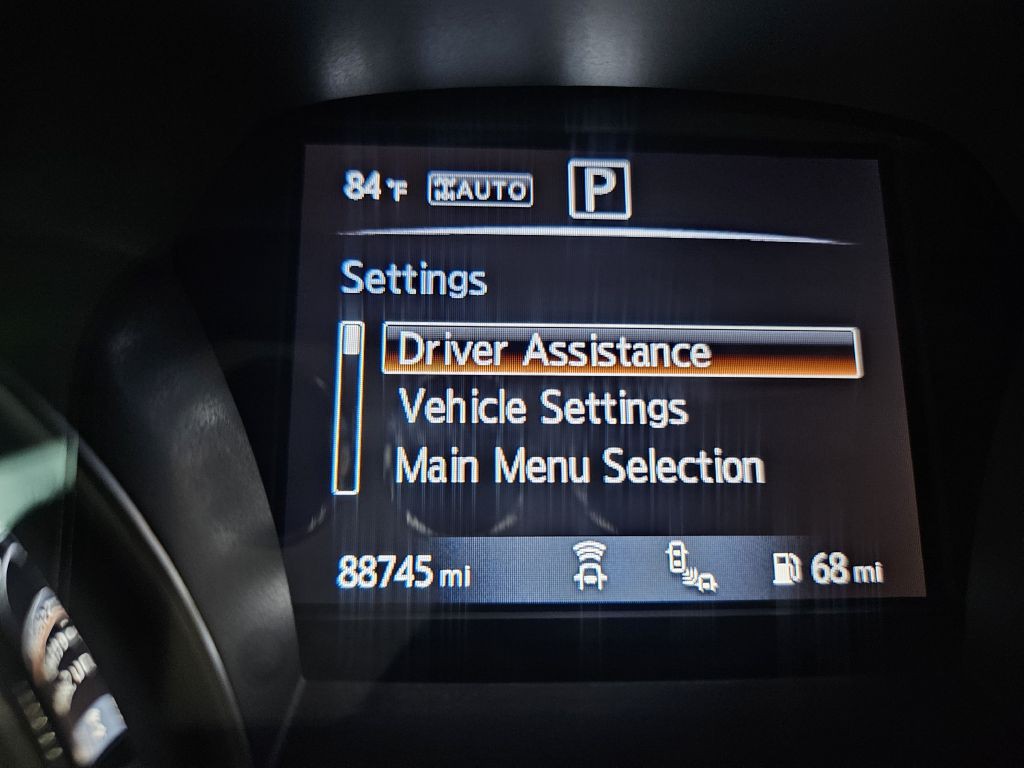 84°F AUTO P
Settings
Driver Assistance
Vehicle Settings
Main Menu Selection
88745 mi 68 mi